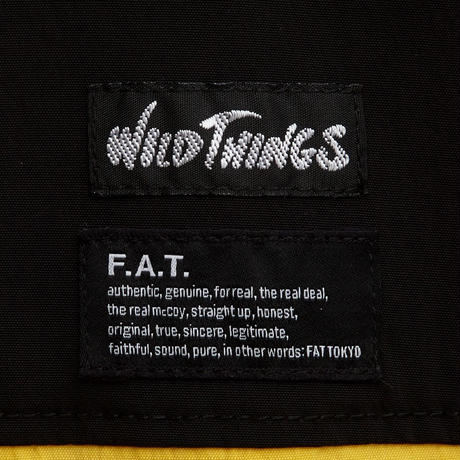 WILD THINGS
F.A.T.
authentic, genuine, for real, the real deal,
the real mcCoy, straight up, honest,
original, true, sincere, legitimate,
faithful, sound, pure, in other words: FAT TOKYO